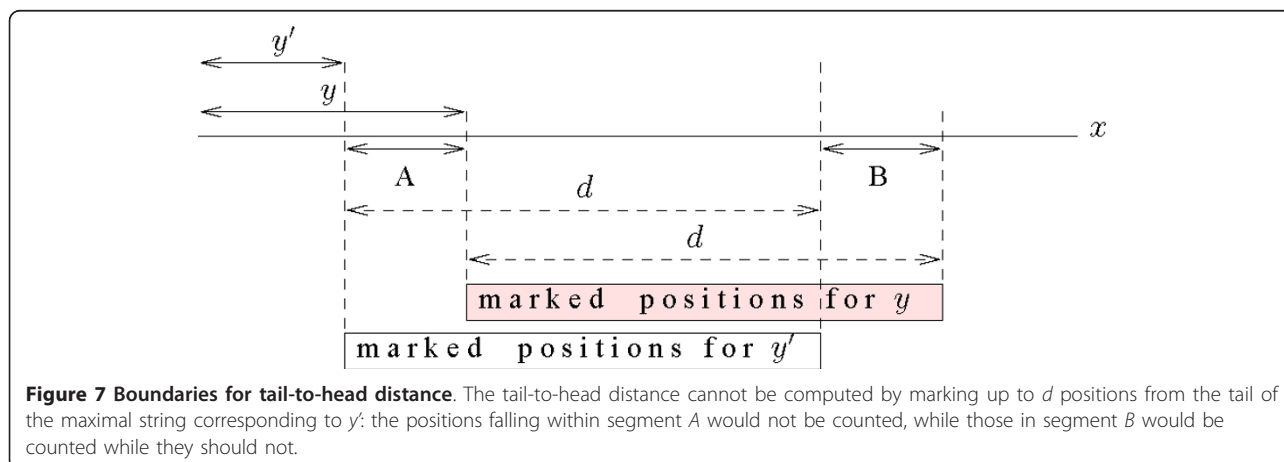 y′
y
x
A
B
d
d
marked positions for y
marked positions for y′
Figure 7 Boundaries for tail-to-head distance. The tail-to-head distance cannot be computed by marking up to d positions from the tail of
the maximal string corresponding to y′: the positions falling within segment A would not be counted, while those in segment B would be
counted while they should not.